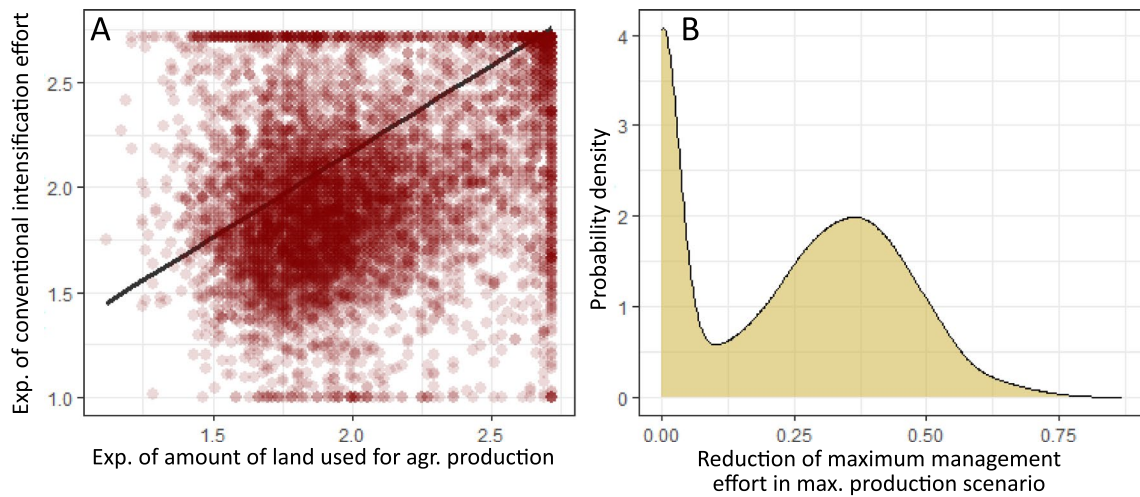 A
Exp. of conventional intensification effort
2.5
2.0
1.5
1.0
1.5
2.0
2.5
Exp. of amount of land used for agr. production
B
Probability density
4
3
2
1
0
0.00
0.25
0.50
0.75
Reduction of maximum management
effort in max. production scenario